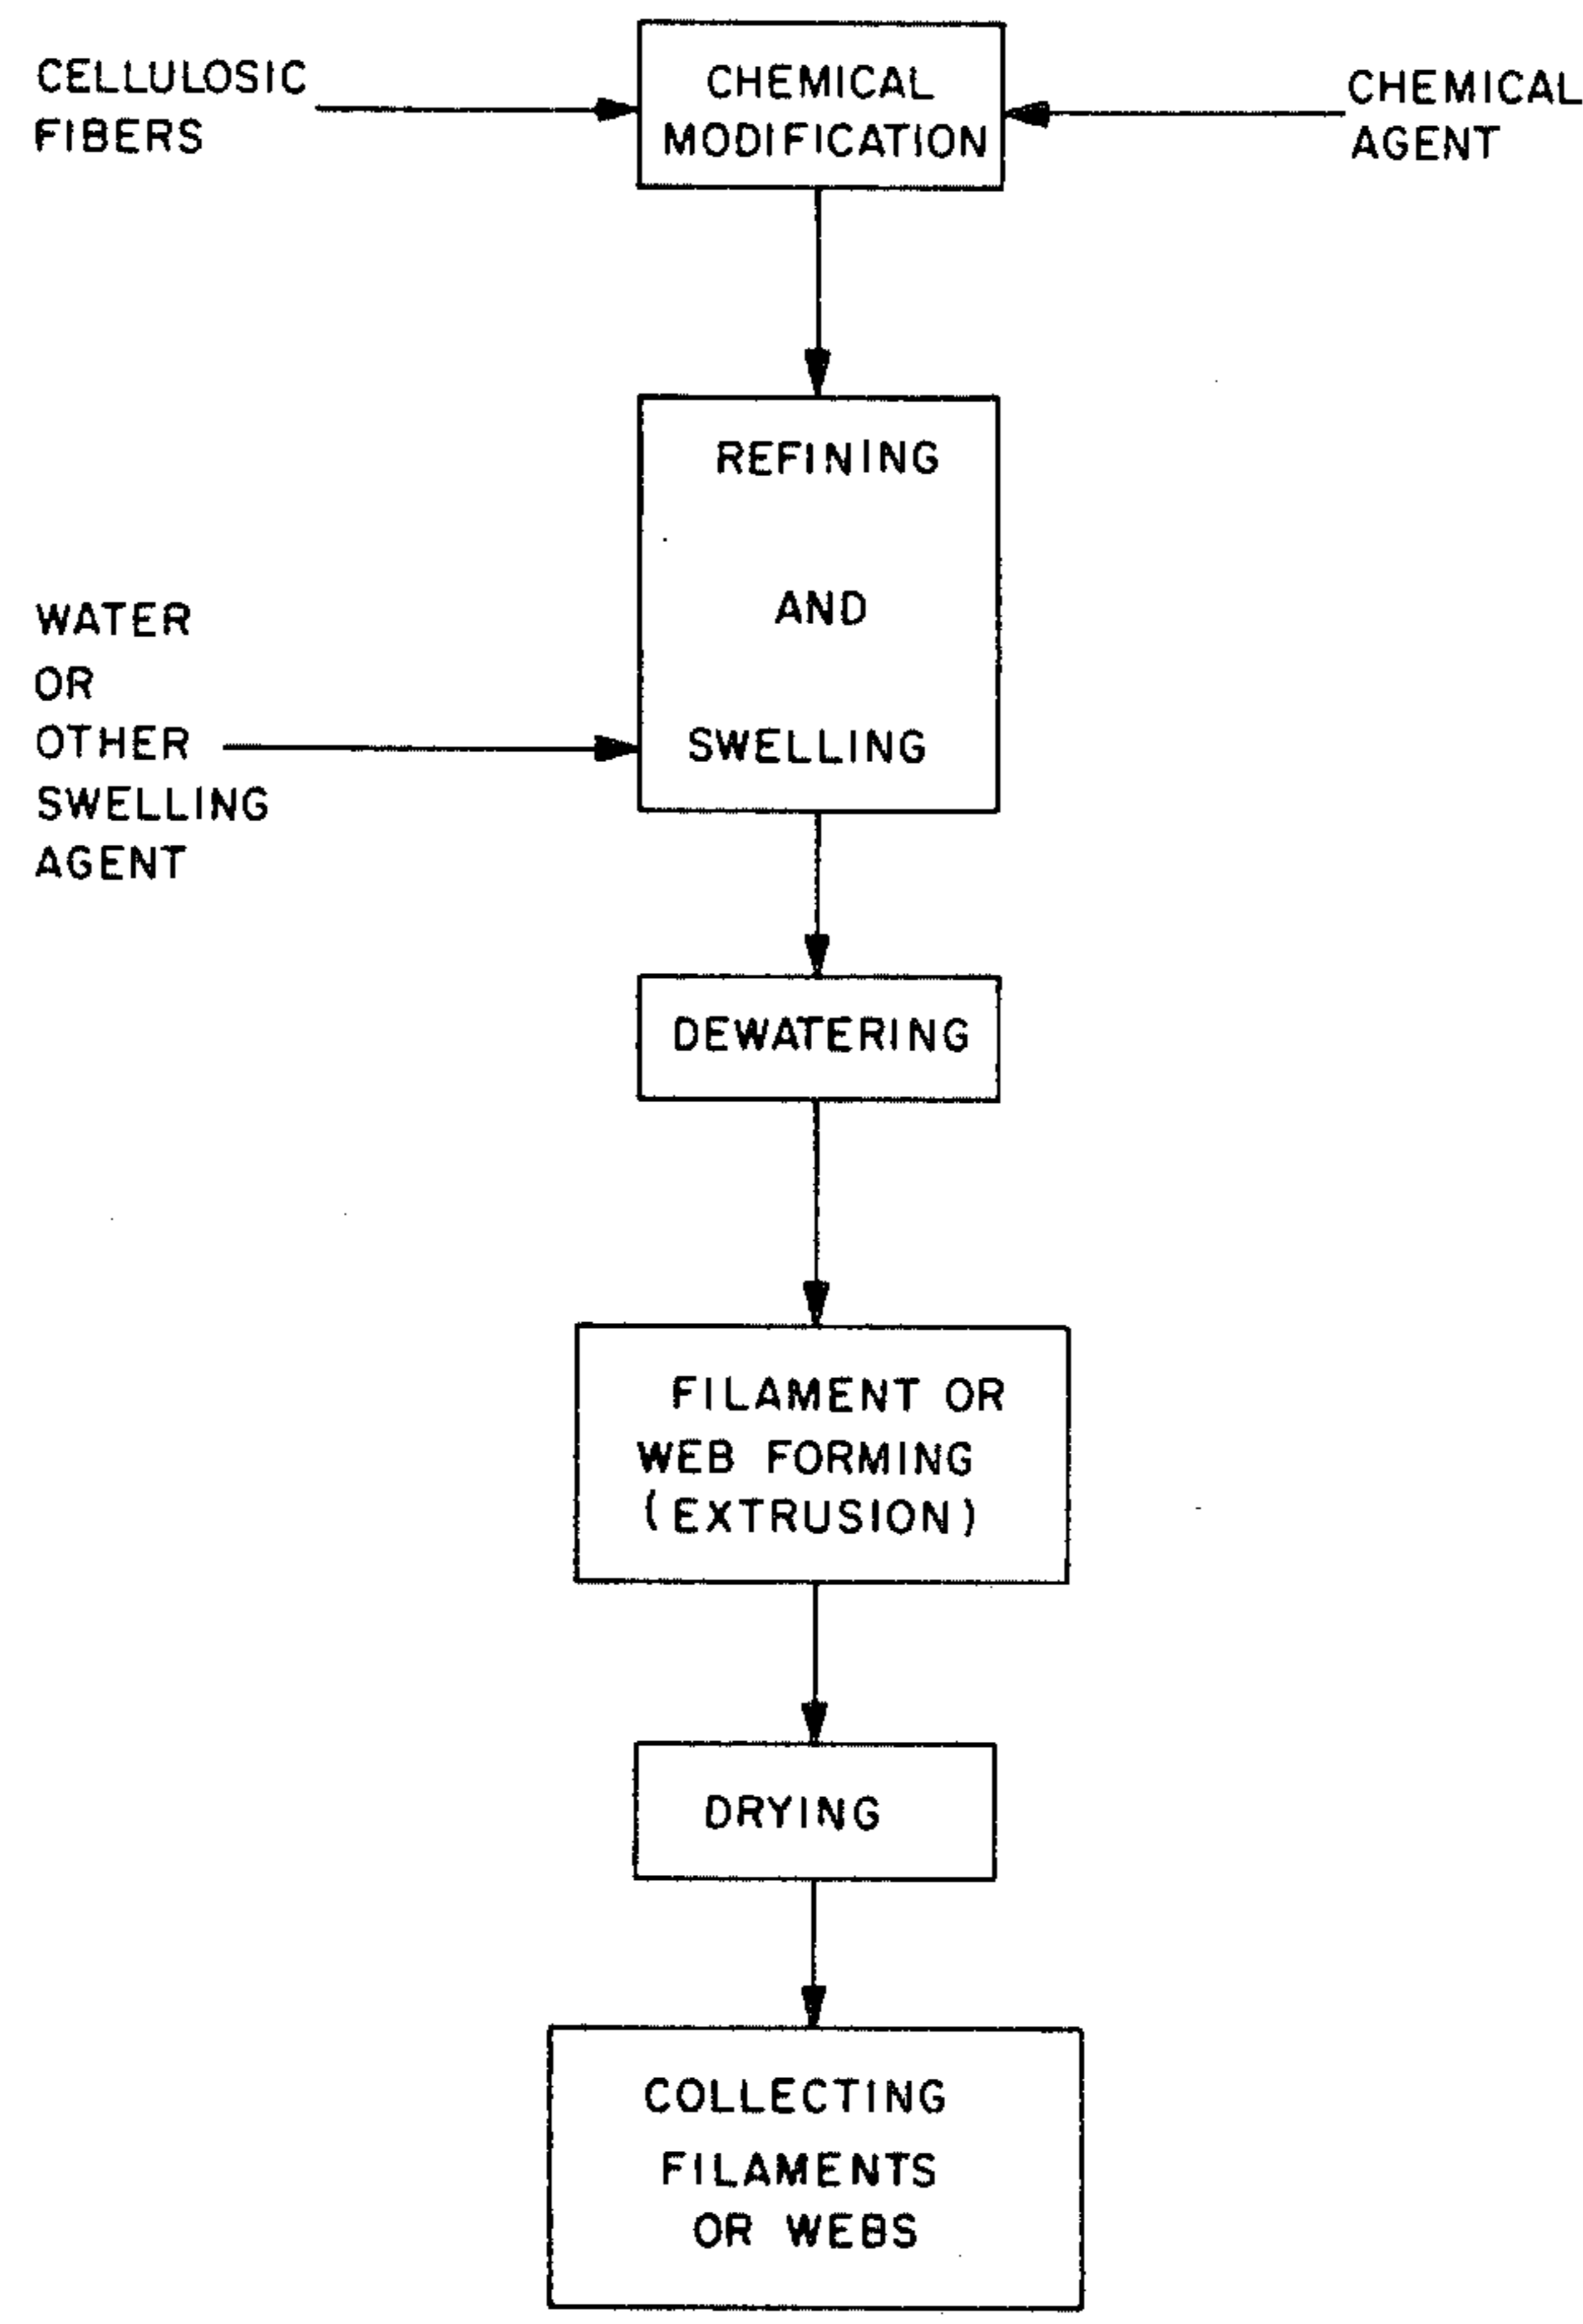 CELLULOSIC
FIBERS
CHEMICAL
MODIFICATION
CHEMICAL
AGENT
REFINING
AND
SWELLING
WATER
OR
OTHER
SWELLING
AGENT
DEWATERING
FILAMENT OR
WEB FORMING
(EXTRUSION)
DRYING
COLLECTING
FILAMENTS
OR WEBS